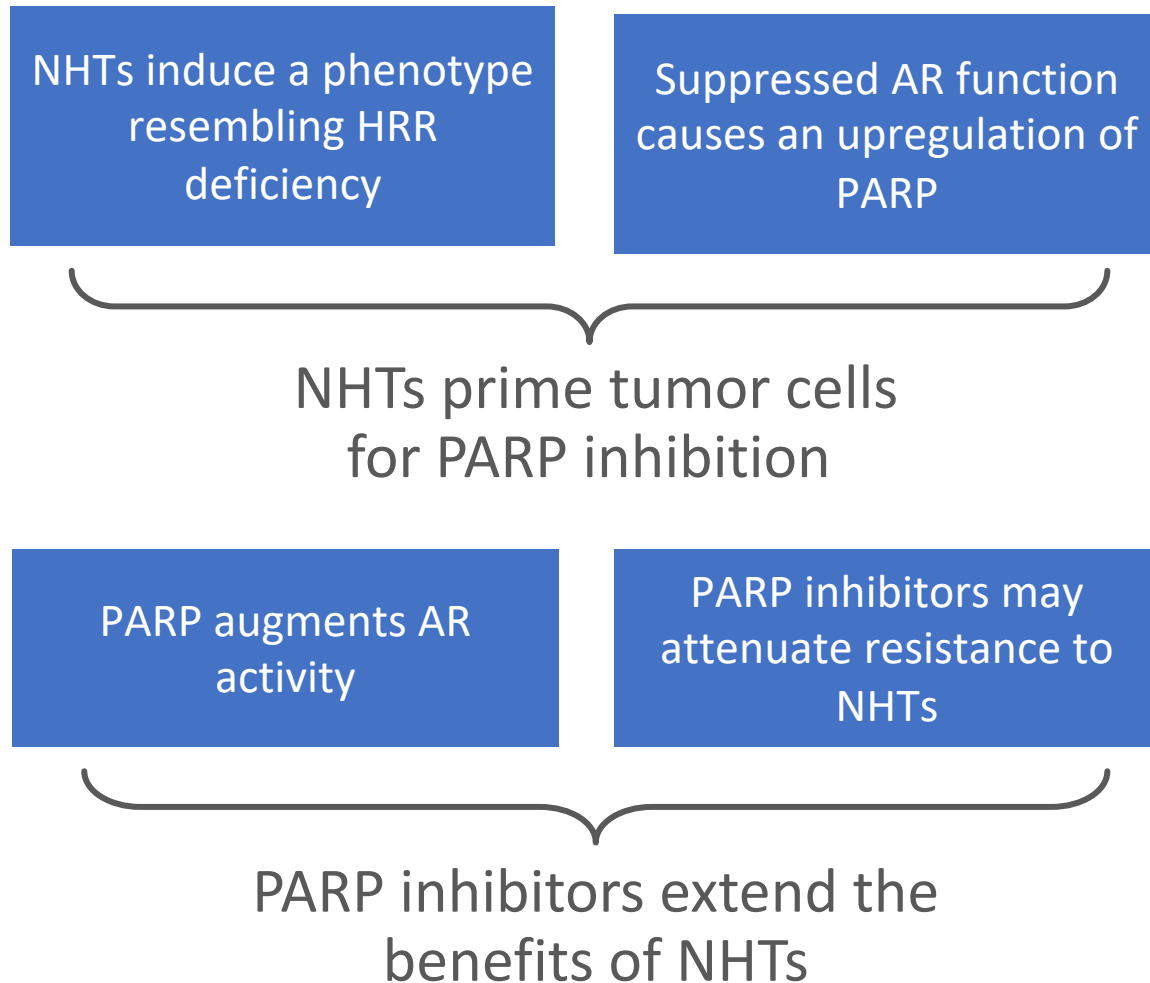 NHTs induce a phenotype
resembling HRR
deficiency
Suppressed AR function
causes an upregulation of
PARP
NHTs prime tumor cells
for PARP inhibition
PARP augments AR
activity
PARP inhibitors may
attenuate resistance to
NHTs
PARP inhibitors extend the
benefits of NHTs